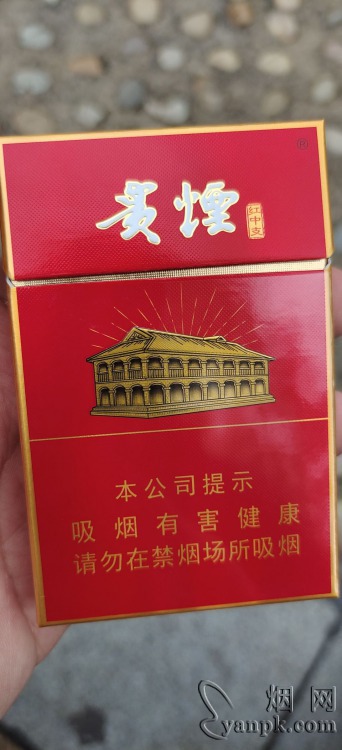 ®
貴煙
红中支
本公司提示
吸烟有害健康
请勿在禁烟场所吸烟
烟网
yanpk.com